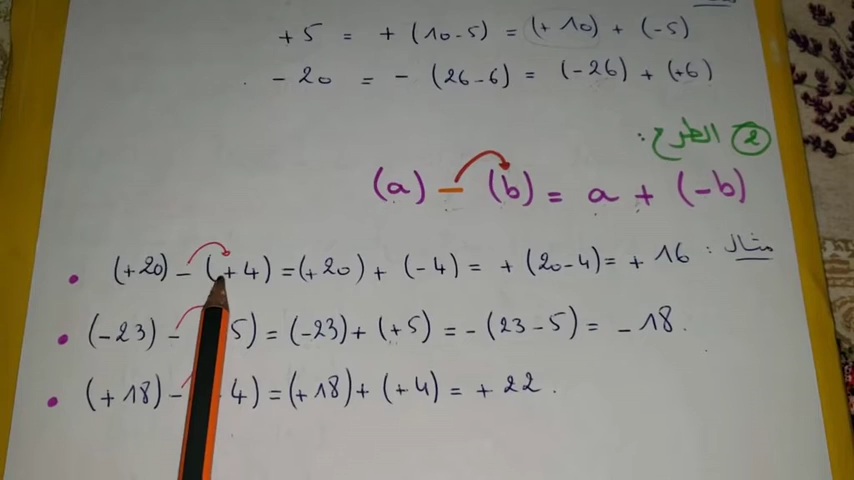 +5 = +(10-5) = (+10) + (-5)
-20 = -(26-6) = (-26) + (+6)
② الطرح:
(a) - (b) = a + (-b)
مثال:
• (+20) - (+4) = (+20) + (-4) = +(20-4) = +16
• (-23) - 5) = (-23) + (+5) = -(23-5) = -18.
• (+18) - 4) = (+18) + (+4) = +22.